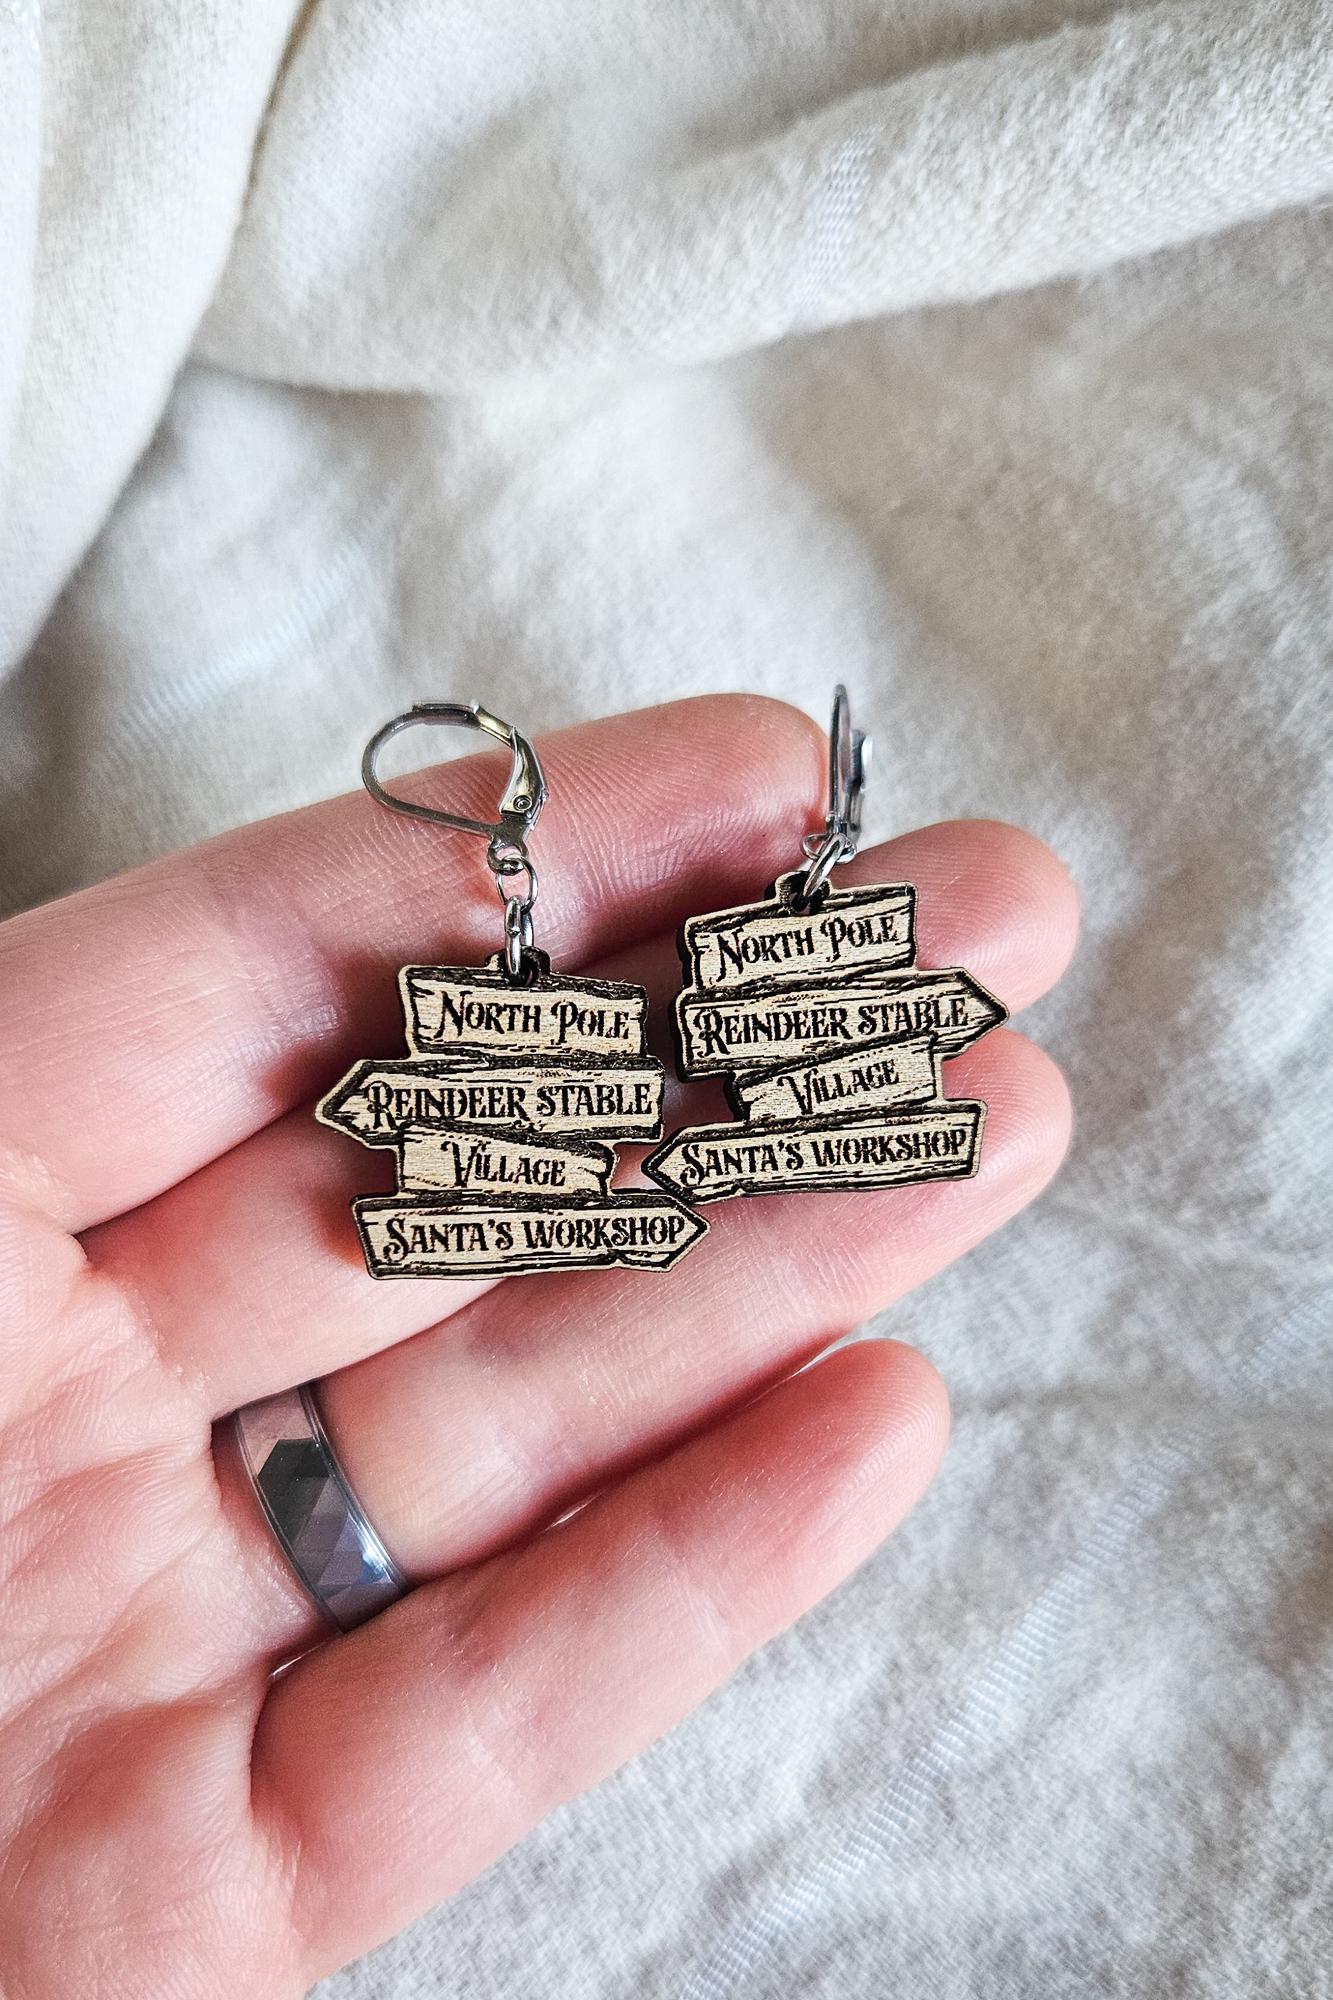 North Pole
Reindeer stable
Village
Santa's workshop
North Pole
Reindeer stable
Village
Santa's workshop